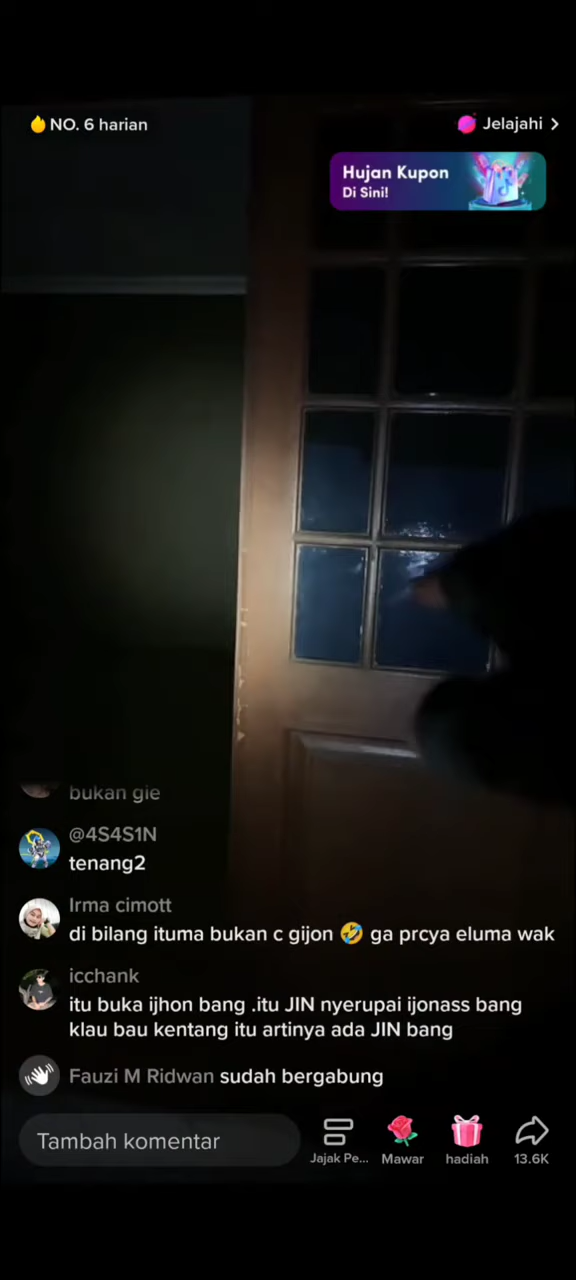 NO. 6 harian
Jelajahi
Hujan Kupon
Di Sini!
bukan gie
@4S4S1N
tenang2
Irma cimott
di bilang ituma bukan c gijon 🤣 ga prcya eluma wak
icchank
itu buka ijhon bang .itu JIN nyerupai ijonass bang
klau bau kentang itu artinya ada JIN bang
Fauzi M Ridwan sudah bergabung
Tambah komentar
Jajak Pe...
Mawar
hadiah
13.6K